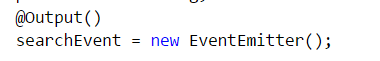 @Output()
searchEvent = new EventEmitter();